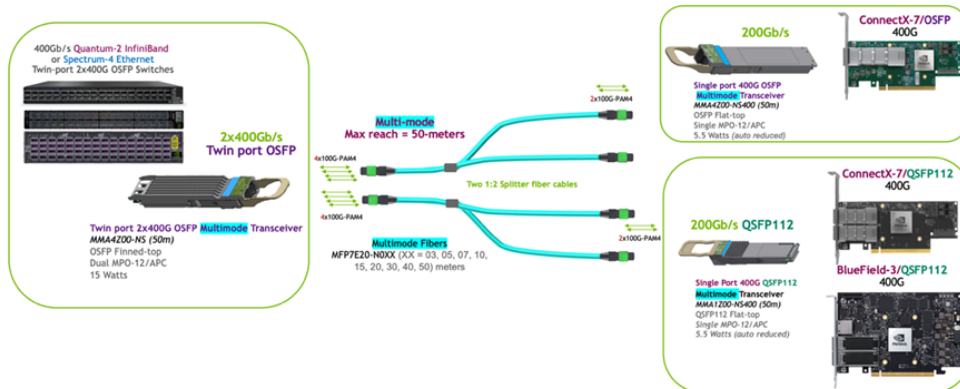 400Gb/s Quantum-2 InfiniBand
or Spectrum-4 Ethernet
Twin-port 2x400G OSFP Switches
2x400Gb/s
Twin port OSFP
Twin port 2x400G OSFP Multimode Transceiver
MMA4Z00-NS (50m)
OSFP Finned-top
Dual MPO-12/APC
15 Watts
Multi-mode
Max reach = 50-meters
4x100G-PAM4
4x100G-PAM4
2x100G-PAM4
Two 1:2 Splitter fiber cables
2x100G-PAM4
Multimode Fibers
MFP7E20-N0XX (XX = 03, 05, 07, 10,
15, 20, 30, 40, 50) meters
200Gb/s
Single port 400G OSFP
Multimode Transceiver
MMA4Z00-NS400 (50m)
OSFP Flat-top
Single MPO-12/APC
5.5 Watts (auto reduced)
ConnectX-7/OSFP
400G
200Gb/s QSFP112
Single Port 400G QSFP112
Multimode Transceiver
MMA1Z00-NS400 (50m)
QSFP112 Flat-top
Single MPO-12/APC
5.5 Watts (auto reduced)
ConnectX-7/QSFP112
400G
BlueField-3/QSFP112
400G